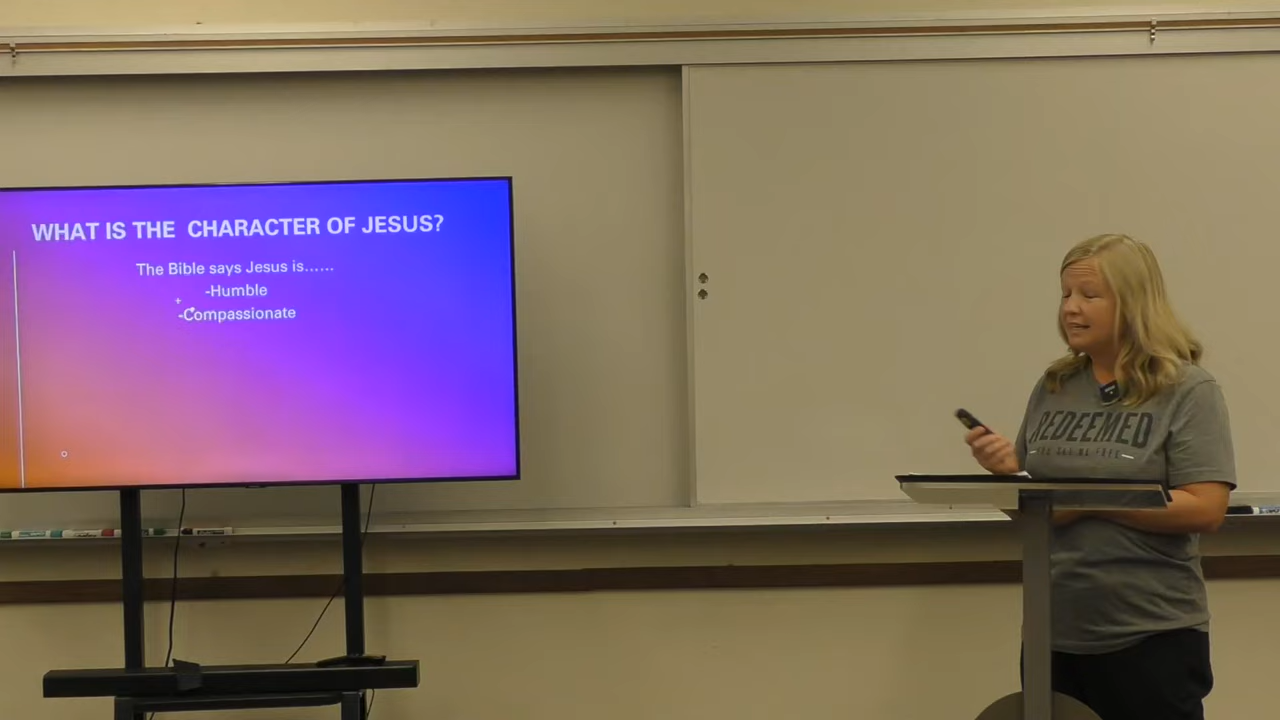 WHAT IS THE CHARACTER OF JESUS?
The Bible says Jesus is......
-Humble
-Compassionate
REDEEMED